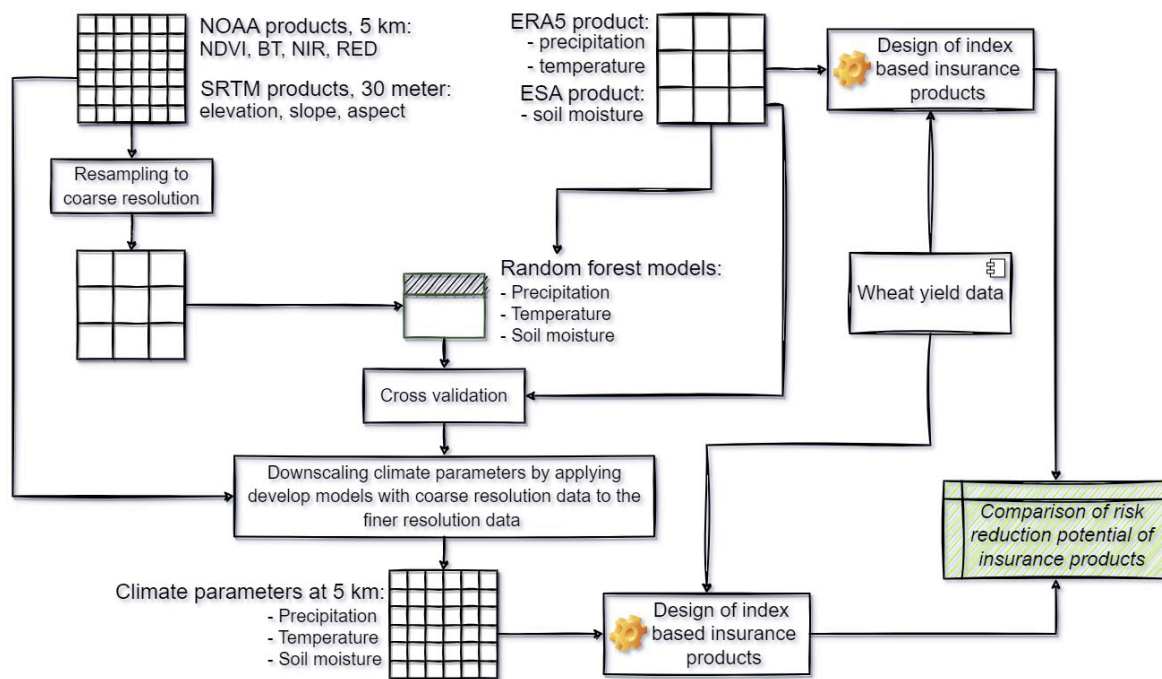 NOAA products, 5 km:
NDVI, BT, NIR, RED
SRTM products, 30 meter:
elevation, slope, aspect
ERA5 product:
- precipitation
- temperature
ESA product:
- soil moisture
Design of index
based insurance
products
Resampling to
coarse resolution
Random forest models:
- Precipitation
- Temperature
- Soil moisture
Wheat yield data
Cross validation
Downscaling climate parameters by applying
develop models with coarse resolution data to the
finer resolution data
Comparison of risk
reduction potential of
insurance products
Climate parameters at 5 km:
- Precipitation
- Temperature
- Soil moisture
Design of index
based insurance
products